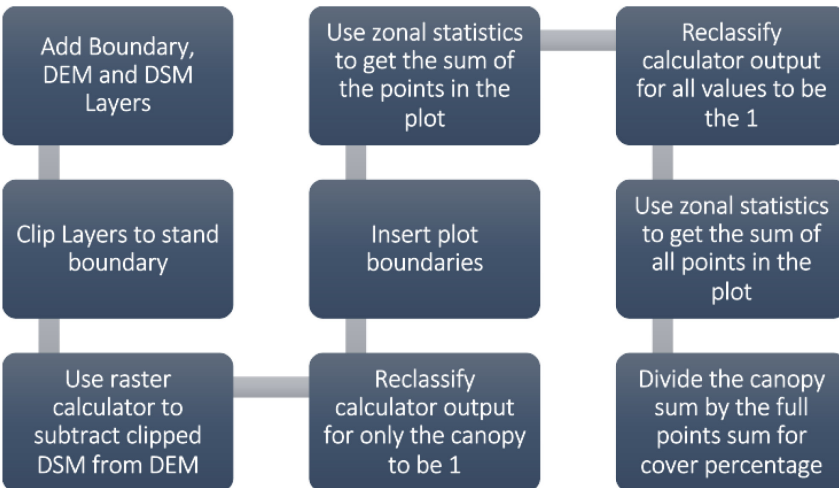 Add Boundary,
DEM and DSM
Layers
Clip Layers to stand
boundary
Use raster
calculator to
subtract clipped
DSM from DEM
Reclassify
calculator output
for only the canopy
to be 1
Insert plot
boundaries
Use zonal statistics
to get the sum of
the points in the
plot
Reclassify
calculator output
for all values to be
the 1
Use zonal statistics
to get the sum of
all points in the
plot
Divide the canopy
sum by the full
points sum for
cover percentage